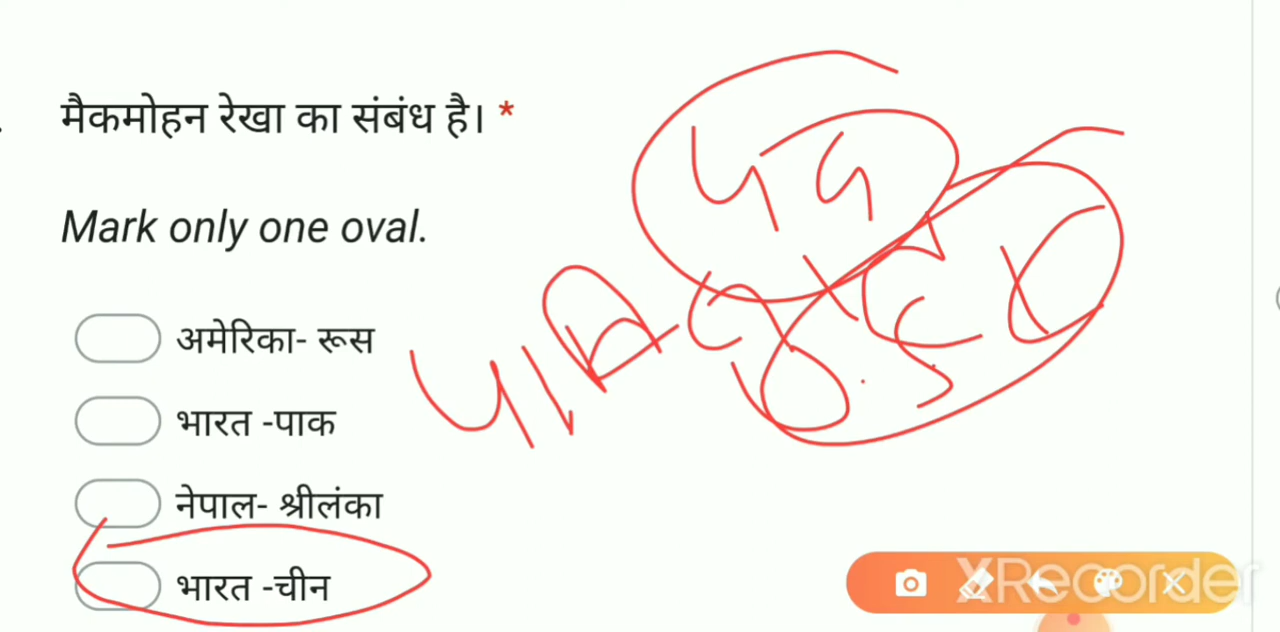 मैकमोहन रेखा का संबंध है। *
Mark only one oval.
अमेरिका- रूस
भारत -पाक
नेपाल- श्रीलंका
भारत -चीन
XRecorder